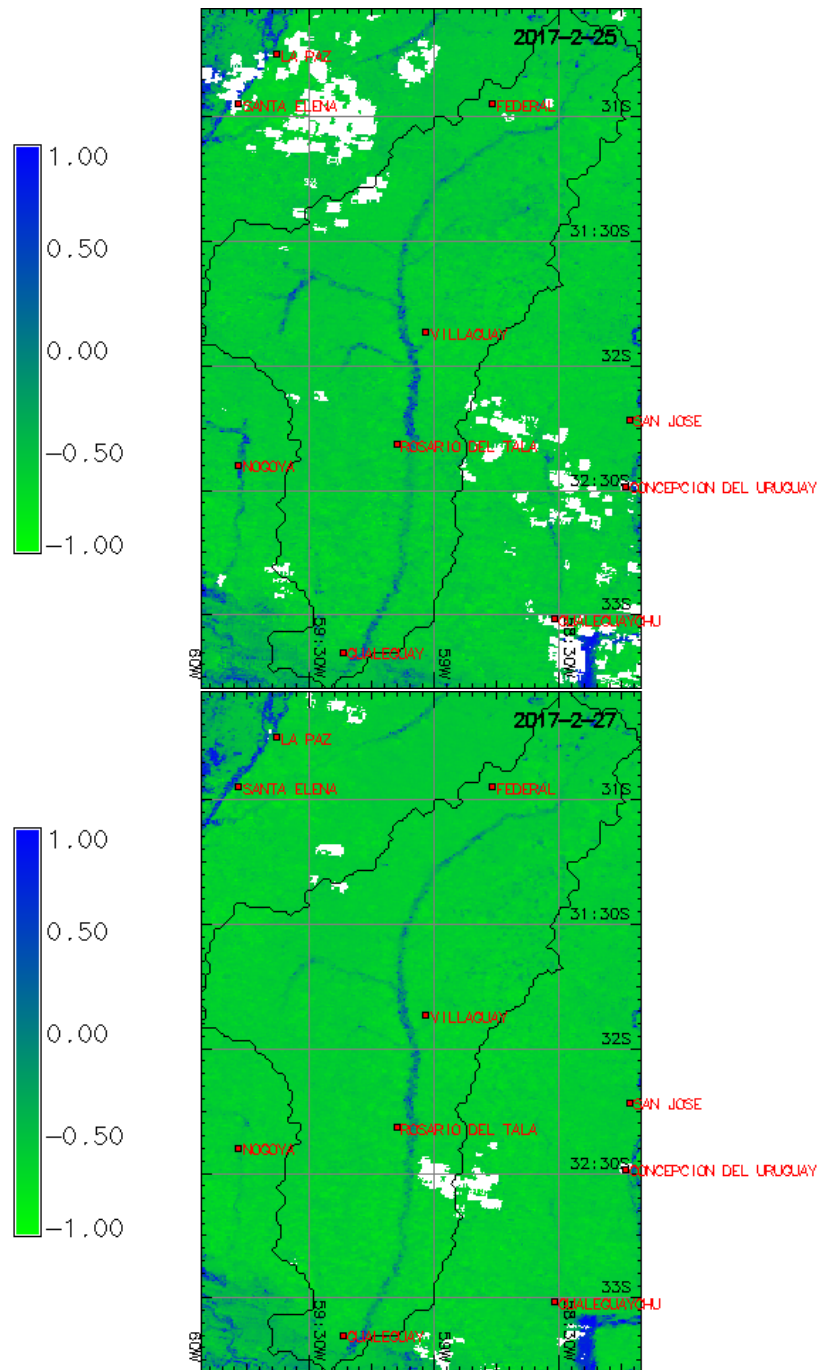 2017-2-25
LA PAZ
SANTA ELENA
FEDERAL
31S
1.00
0.50
31:30S
0.00
VILLAGUAY
32S
-0.50
SAN JOSE
ROSARIO DEL TALA
NOGOYA
32:30S
CONCEPCION DEL URUGUAY
-1.00
33S
GUALEGUAYCHU
GUALEGUAY
60W
59:30W
59W
58:30W
2017-2-27
LA PAZ
SANTA ELENA
FEDERAL
31S
1.00
0.50
31:30S
0.00
VILLAGUAY
32S
-0.50
SAN JOSE
ROSARIO DEL TALA
NOGOYA
32:30S
CONCEPCION DEL URUGUAY
-1.00
33S
GUALEGUAYCHU
GUALEGUAY
60W
59:30W
59W
58:30W